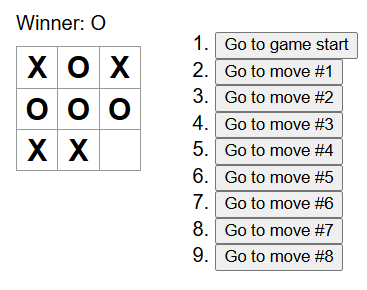 Winner: O
X O X
O O O
X X
1. Go to game start
2. Go to move #1
3. Go to move #2
4. Go to move #3
5. Go to move #4
6. Go to move #5
7. Go to move #6
8. Go to move #7
9. Go to move #8